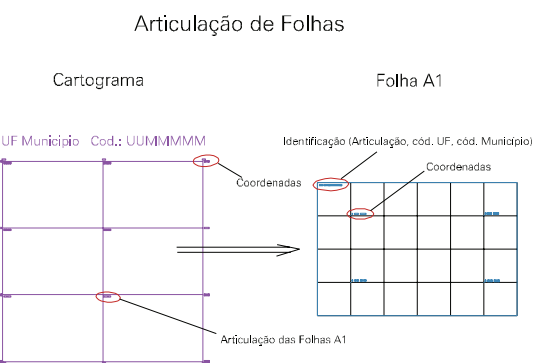 Articulação de Folhas
Cartograma
Folha A1
UF Municipio Cod.: UUMMMMM
Identificação (Articulação, cód. UF, cód. Município)
Coordenadas
Coordenadas
Articulação das Folhas A1